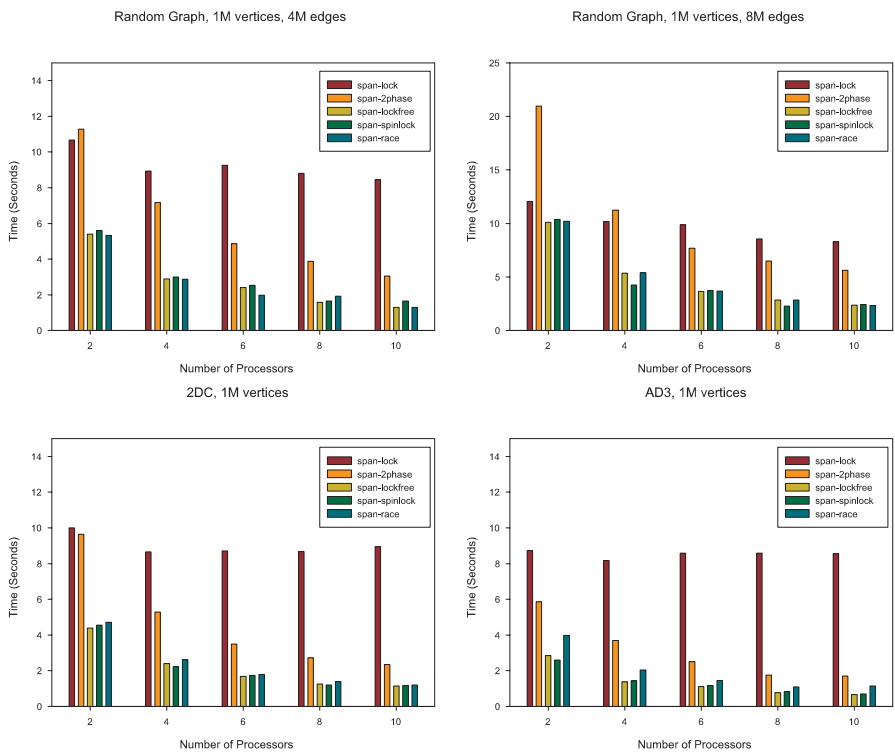 Random Graph, 1M vertices, 4M edges
Time (Seconds)
14
12
10
8
6
4
2
0
span-lock
span-2phase
span-lockfree
span-spinlock
span-race
2 4 6 8 10
Number of Processors
Random Graph, 1M vertices, 8M edges
Time (Seconds)
25
20
15
10
5
0
span-lock
span-2phase
span-lockfree
span-spinlock
span-race
2 4 6 8 10
Number of Processors
2DC, 1M vertices
Time (Seconds)
14
12
10
8
6
4
2
0
span-lock
span-2phase
span-lockfree
span-spinlock
span-race
2 4 6 8 10
Number of Processors
AD3, 1M vertices
Time (Seconds)
14
12
10
8
6
4
2
0
span-lock
span-2phase
span-lockfree
span-spinlock
span-race
2 4 6 8 10
Number of Processors